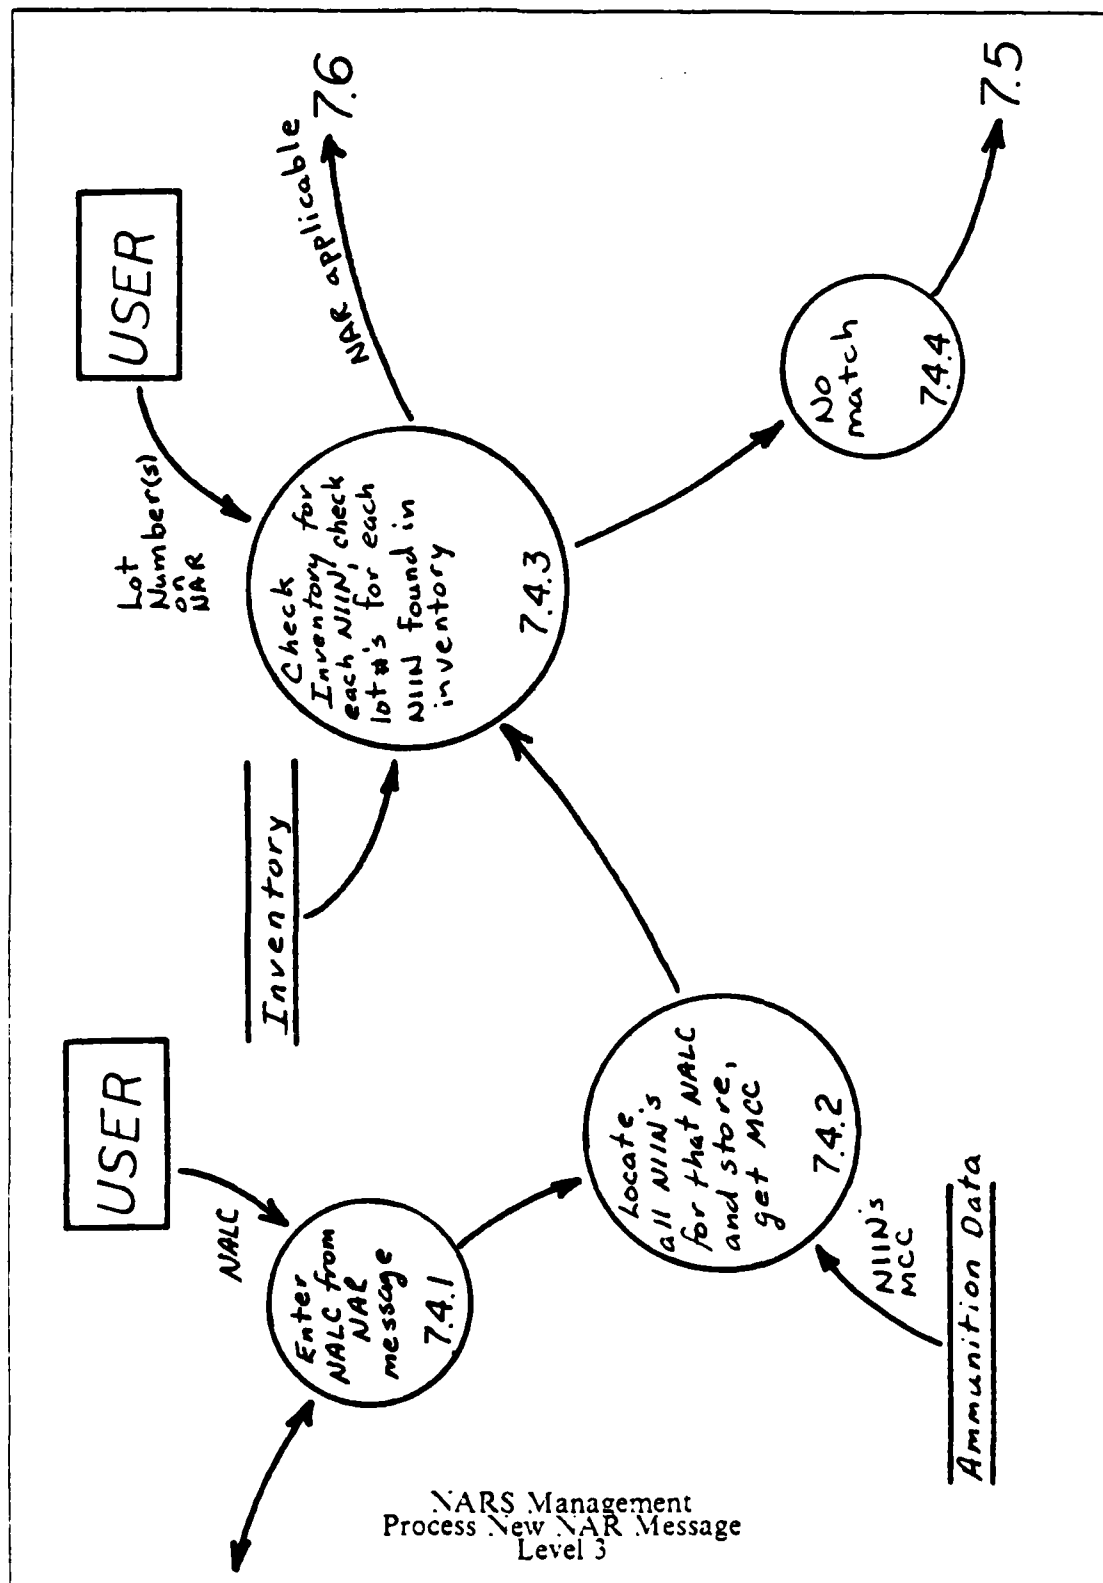 USER
NALC
Enter
NALC from
NAR
message
7.4.1
Locate
all NIIN's
for that NALC
and store,
get MCC
7.4.2
NIIN's
MCC
Ammunition Data
Inventory
USER
Lot
Number(s)
on
NAR
Check
Inventory for
each NIIN, check
lot #'s for each
NIIN found in
inventory
7.4.3
NAR applicable
7.6
No
match
7.4.4
7.5
NARS Management
Process New NAR Message
Level 3